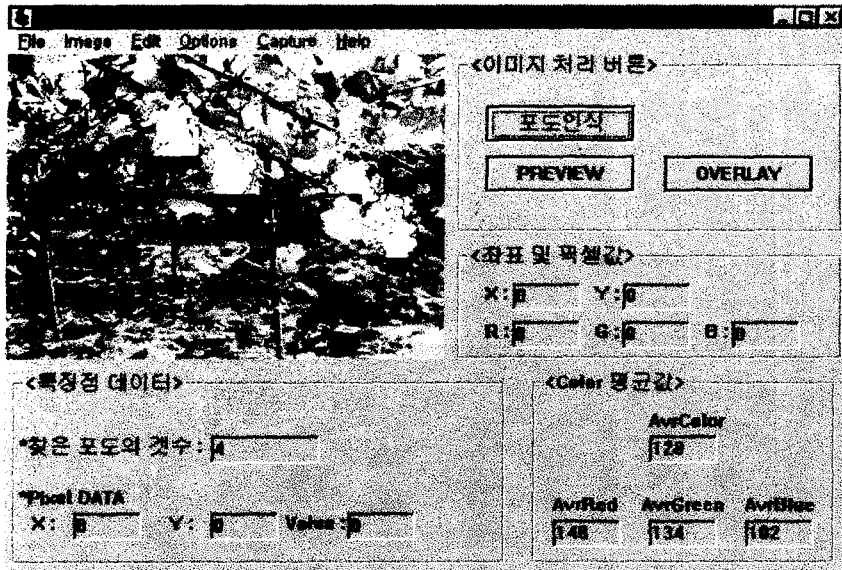 File Image Edit Options Capture Help
<이미지 처리 버튼>
포도인식
PREVIEW OVERLAY
<좌표 및 픽셀값>
X: 0 Y: 0
R: 0 G: 0 B: 0
<특징점 데이터>
*찾은 포도의 갯수: 4
*Pixel DATA
X: 0 Y: 0 Value: 0
<Color 평균값>
AvrColor
128
AvrRed AvrGreen AvrBlue
148 134 102